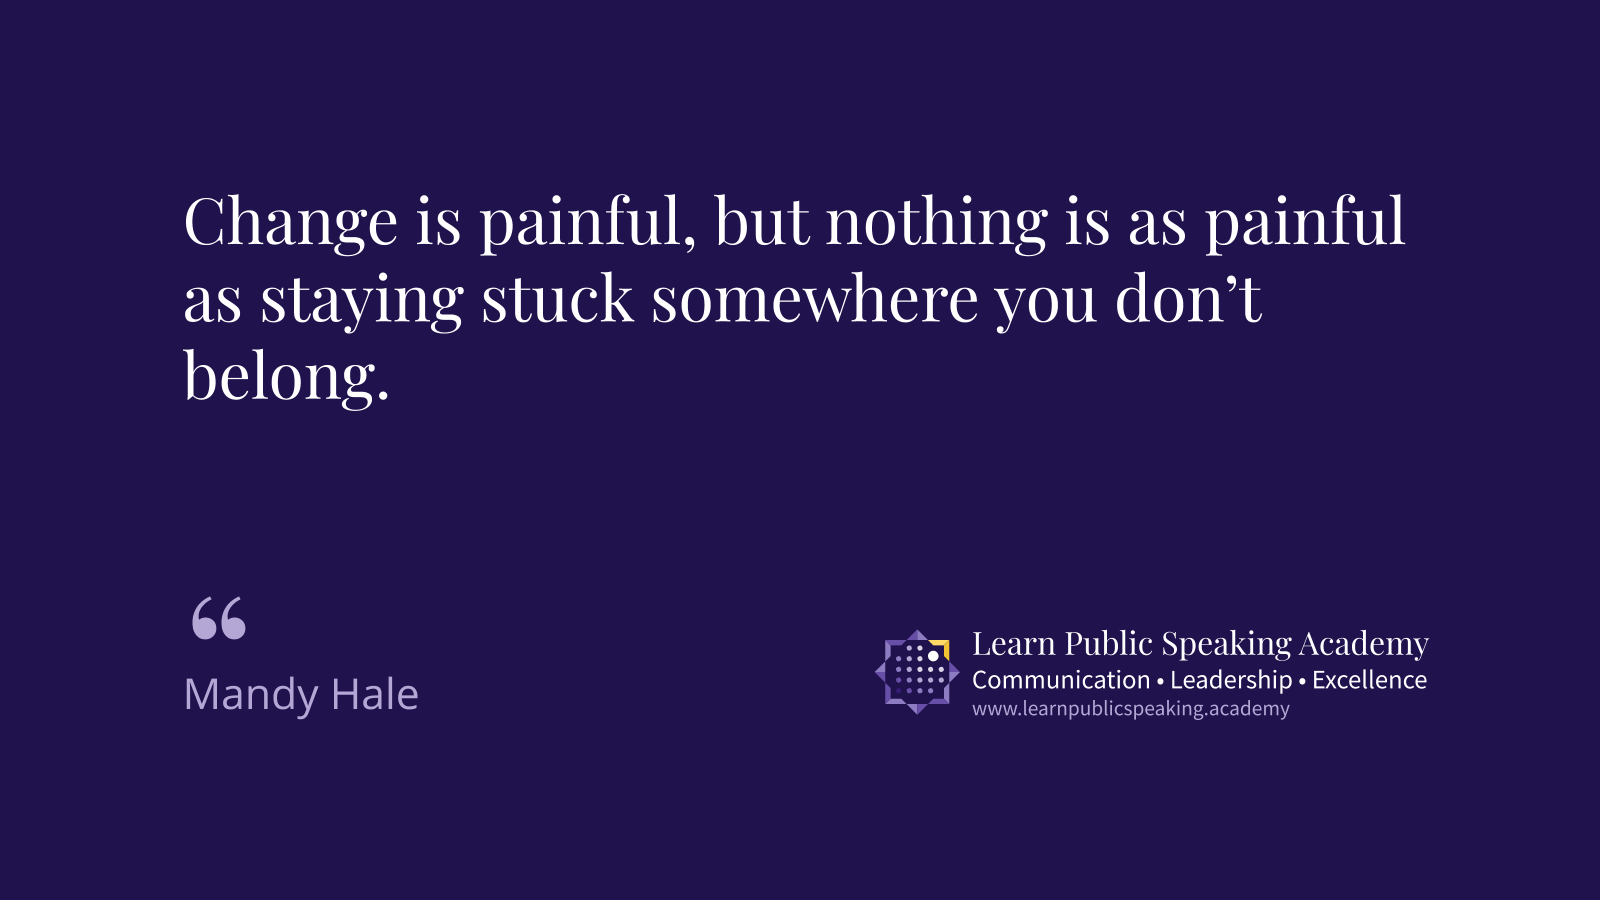 Change is painful, but nothing is as painful
as staying stuck somewhere you don’t
belong.
“
Mandy Hale
Learn Public Speaking Academy
Communication • Leadership • Excellence
www.learnpublicspeaking.academy